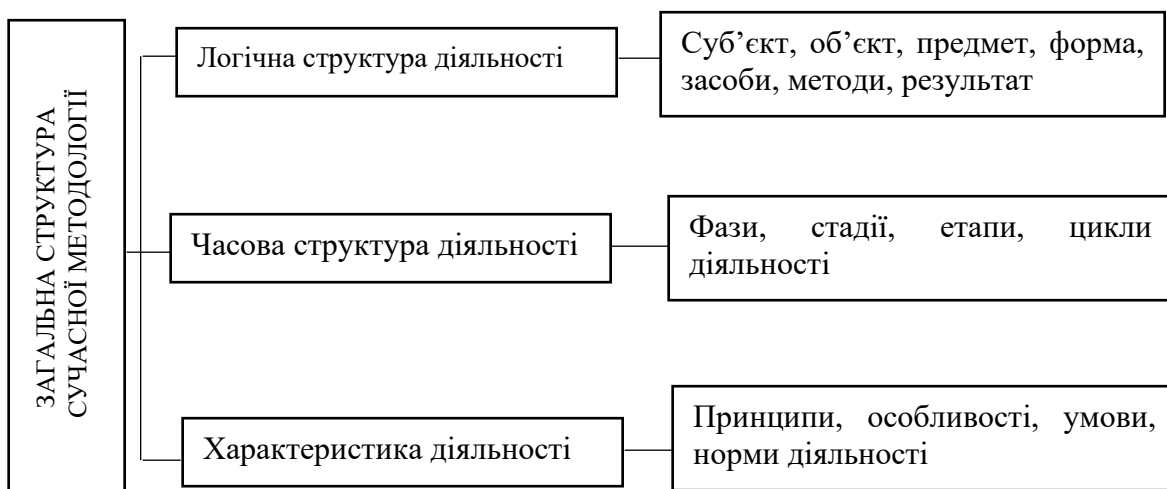 ЗАГАЛЬНА СТРУКТУРА
СУЧАСНОЇ МЕТОДОЛОГІЇ
Логічна структура діяльності
Суб’єкт, об’єкт, предмет, форма,
засоби, методи, результат
Часова структура діяльності
Фази, стадії, етапи, цикли
діяльності
Характеристика діяльності
Принципи, особливості, умови,
норми діяльності